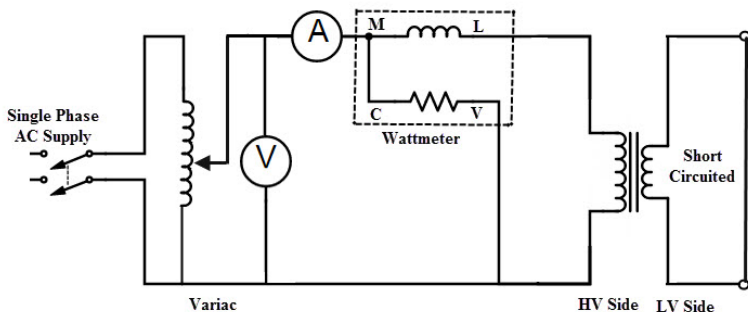 A
M
L
Single Phase
AC Supply
V
C
V
Wattmeter
Short
Circuited
Variac
HV Side
LV Side